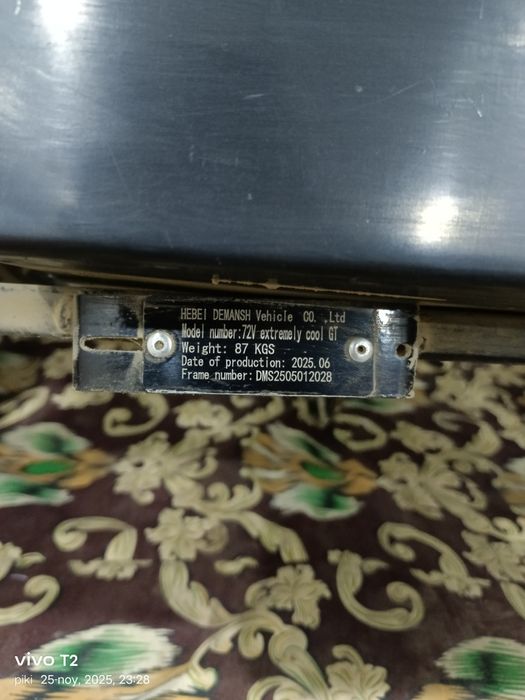 HEBEI DEMANSH Vehicle CO. ,Ltd
Model number:72V extremely cool GT
Weight: 87 KGS
Date of production: 2025.06
Frame number:DMS2505012028
vivo T2
piki 25-noy, 2025, 23:28